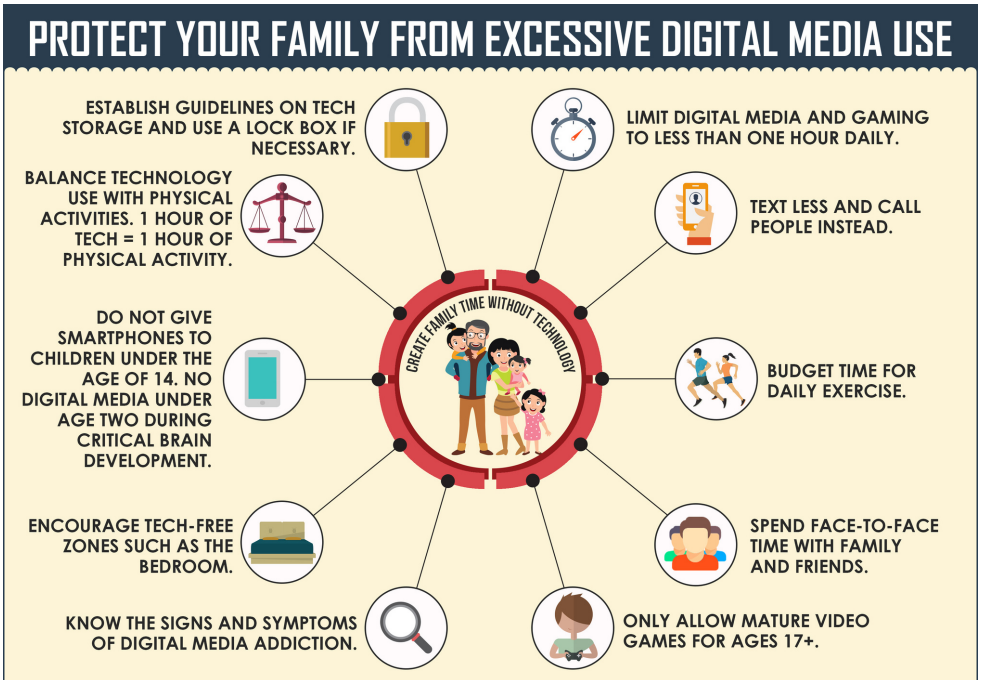 PROTECT YOUR FAMILY FROM EXCESSIVE DIGITAL MEDIA USE
ESTABLISH GUIDELINES ON TECH
STORAGE AND USE A LOCK BOX IF
NECESSARY.
LIMIT DIGITAL MEDIA AND GAMING
TO LESS THAN ONE HOUR DAILY.
BALANCE TECHNOLOGY
USE WITH PHYSICAL
ACTIVITIES. 1 HOUR OF
TECH = 1 HOUR OF
PHYSICAL ACTIVITY.
TEXT LESS AND CALL
PEOPLE INSTEAD.
CREATE FAMILY TIME WITHOUT TECHNOLOGY
DO NOT GIVE
SMARTPHONES TO
CHILDREN UNDER THE
AGE OF 14. NO
DIGITAL MEDIA UNDER
AGE TWO DURING
CRITICAL BRAIN
DEVELOPMENT.
BUDGET TIME FOR
DAILY EXERCISE.
ENCOURAGE TECH-FREE
ZONES SUCH AS THE
BEDROOM.
SPEND FACE-TO-FACE
TIME WITH FAMILY
AND FRIENDS.
KNOW THE SIGNS AND SYMPTOMS
OF DIGITAL MEDIA ADDICTION.
ONLY ALLOW MATURE VIDEO
GAMES FOR AGES 17+.